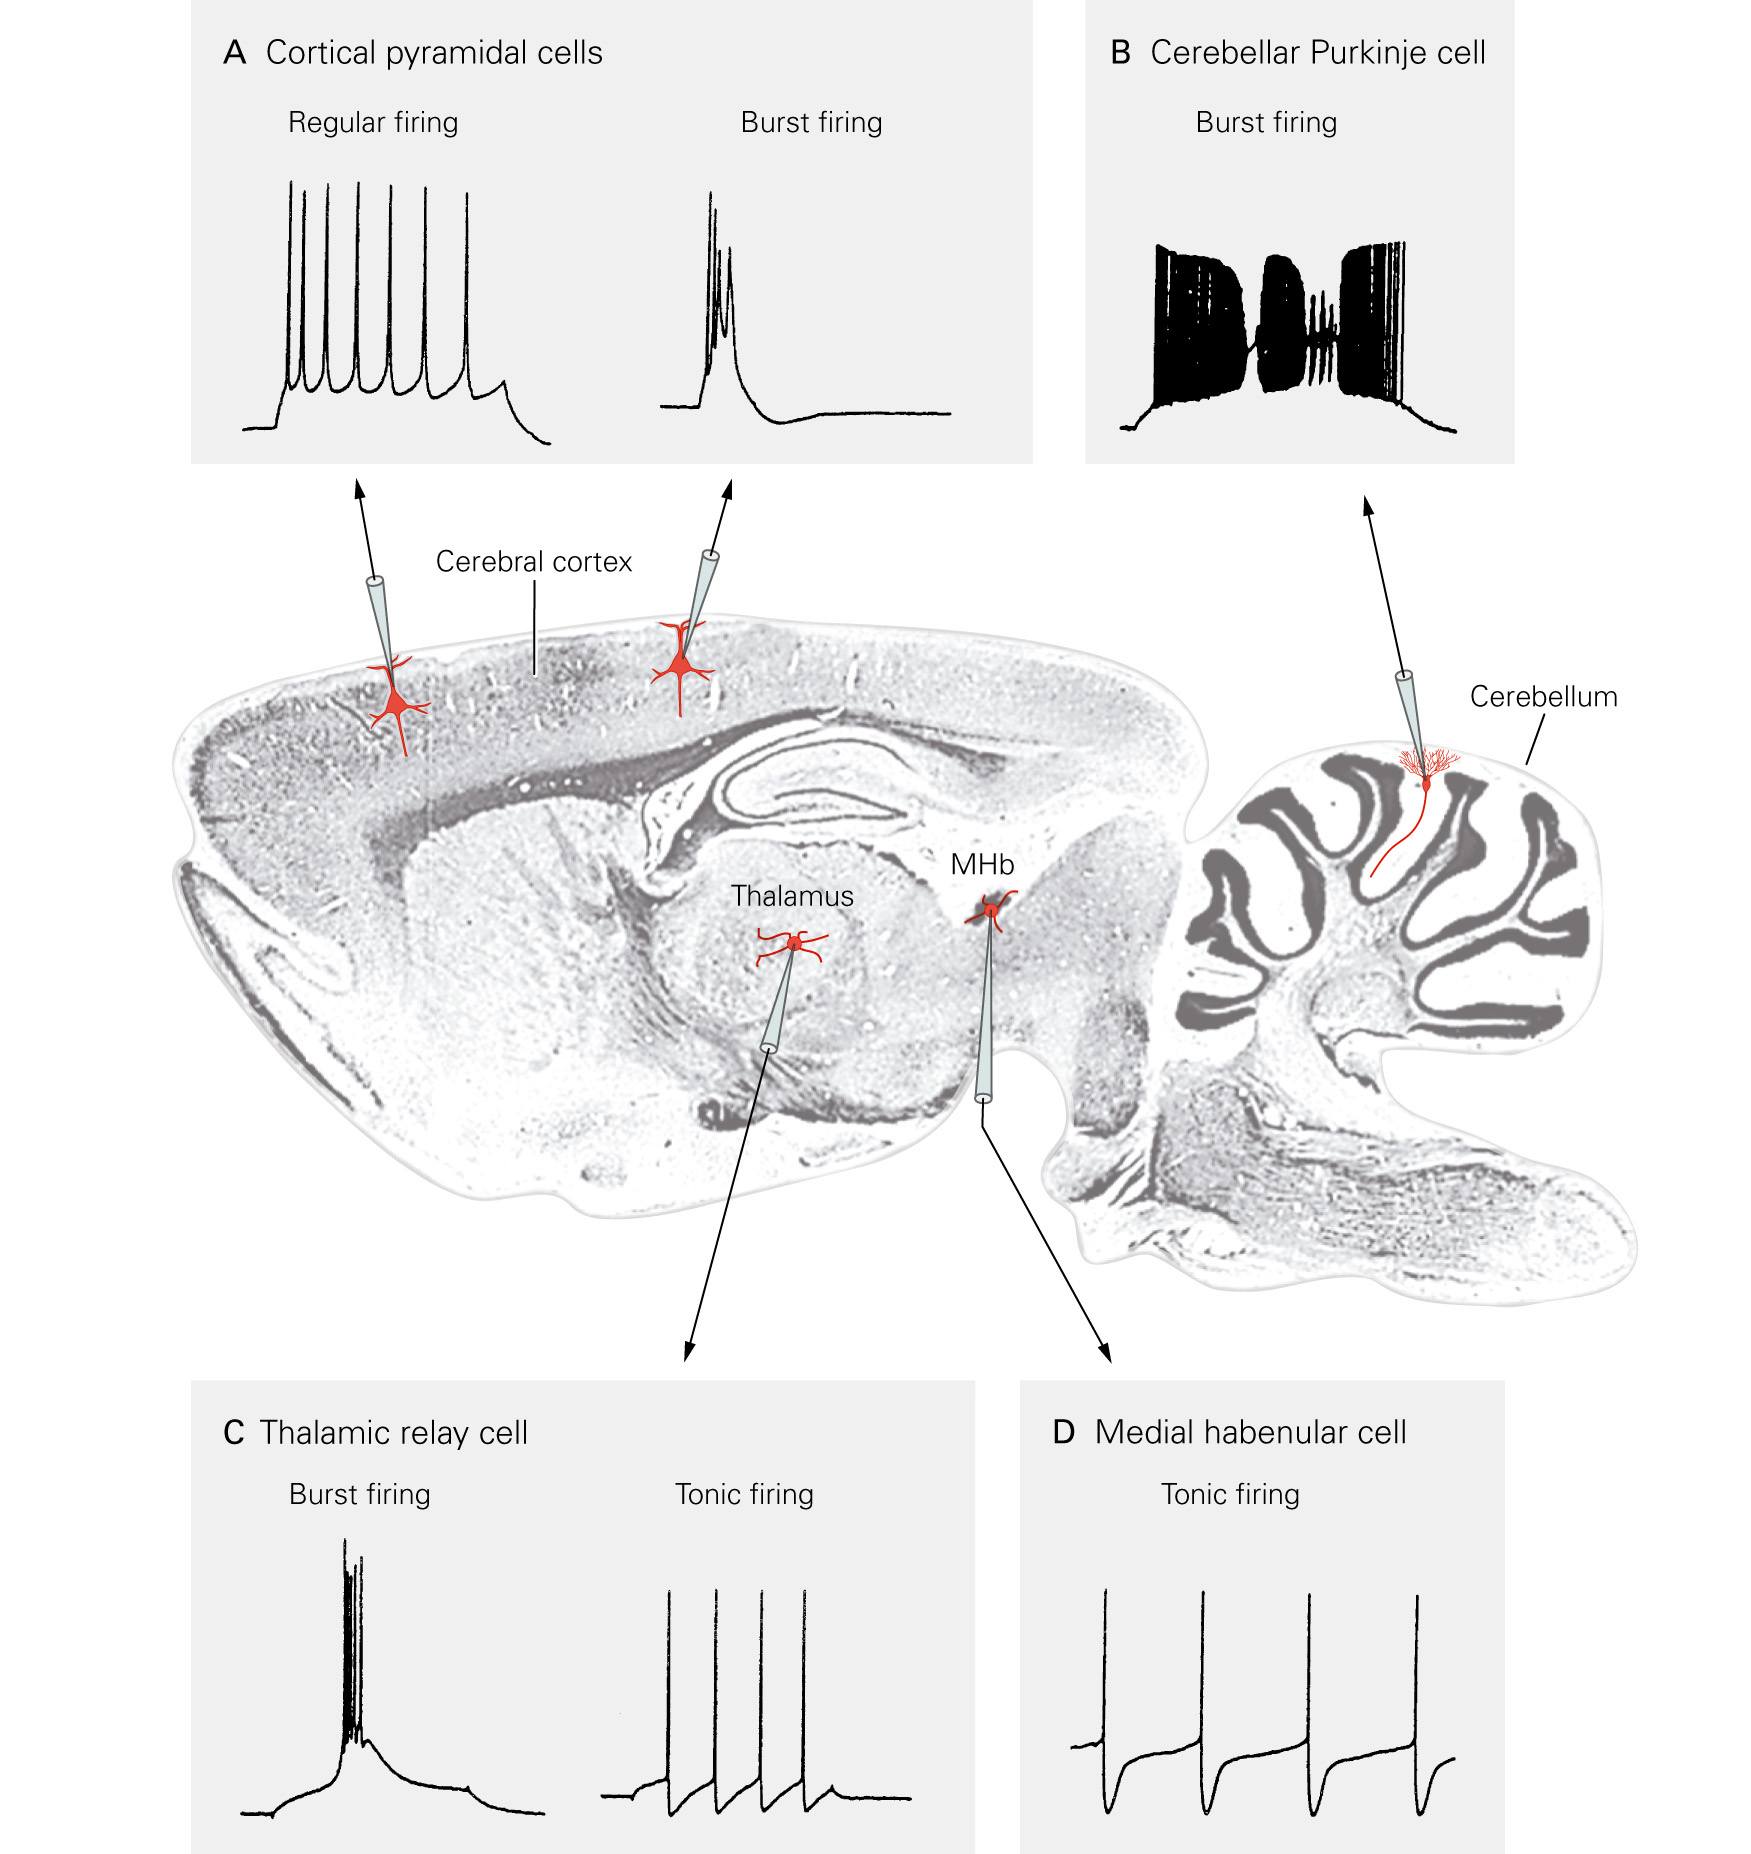 A Cortical pyramidal cells
Regular firing
Burst firing
B Cerebellar Purkinje cell
Burst firing
Cerebral cortex
Cerebellum
MHb
Thalamus
C Thalamic relay cell
Burst firing
Tonic firing
D Medial habenular cell
Tonic firing